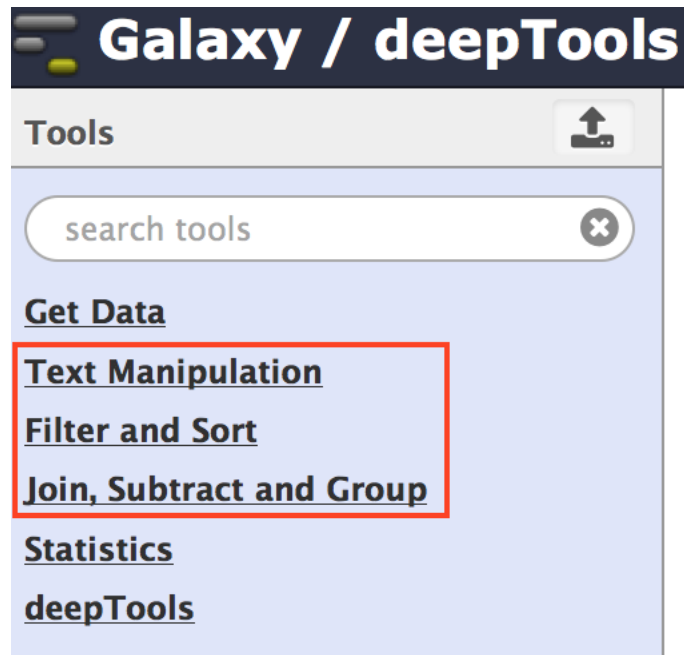 Galaxy / deepTools
Tools
search tools
Get Data
Text Manipulation
Filter and Sort
Join, Subtract and Group
Statistics
deepTools